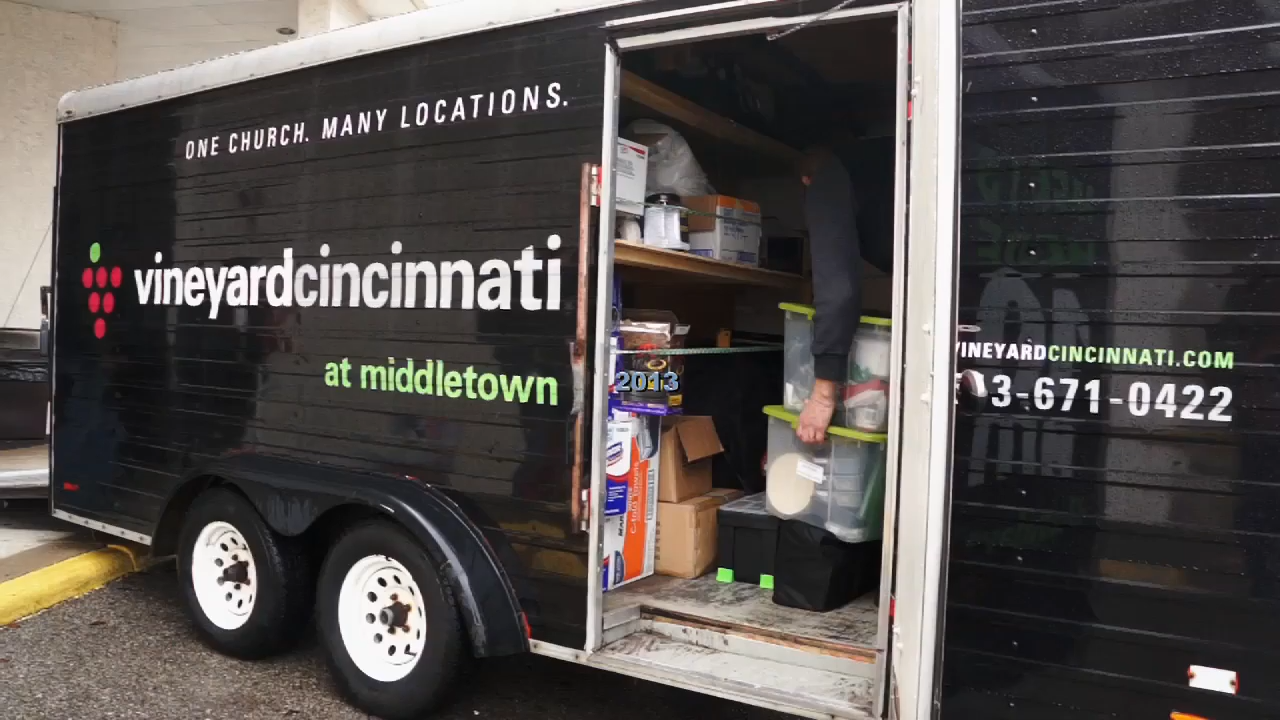 ONE CHURCH. MANY LOCATIONS.
vineyardcincinnati
at middletown
2013
VINEYARDCINCINNATI.COM
3-671-0422